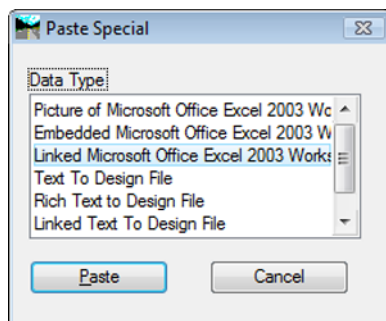 Paste Special
Data Type
Picture of Microsoft Office Excel 2003 Wc
Embedded Microsoft Office Excel 2003 W
Linked Microsoft Office Excel 2003 Works
Text To Design File
Rich Text to Design File
Linked Text To Design File
Paste
Cancel